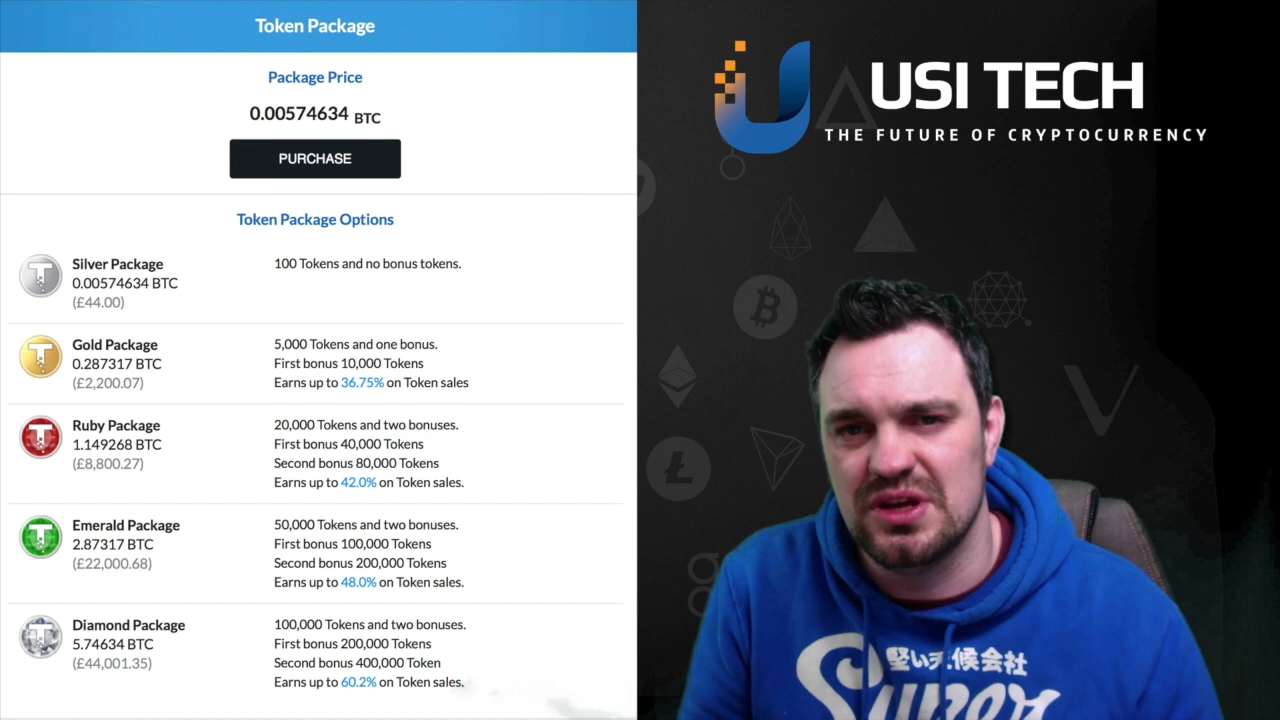 Token Package
Package Price
0.00574634 BTC
PURCHASE
Token Package Options
Silver Package
0.00574634 BTC
(£44.00)
100 Tokens and no bonus tokens.
Gold Package
0.287317 BTC
(£2,200.07)
5,000 Tokens and one bonus.
First bonus 10,000 Tokens
Earns up to 36.75% on Token sales
Ruby Package
1.149268 BTC
(£8,800.27)
20,000 Tokens and two bonuses.
First bonus 40,000 Tokens
Second bonus 80,000 Tokens
Earns up to 42.0% on Token sales.
Emerald Package
2.87317 BTC
(£22,000.68)
50,000 Tokens and two bonuses.
First bonus 100,000 Tokens
Second bonus 200,000 Tokens
Earns up to 48.0% on Token sales.
Diamond Package
5.74634 BTC
(£44,001.35)
100,000 Tokens and two bonuses.
First bonus 200,000 Tokens
Second bonus 400,000 Token
Earns up to 60.2% on Token sales.
USI TECH
THE FUTURE OF CRYPTOCURRENCY
堅い天候会社
Super